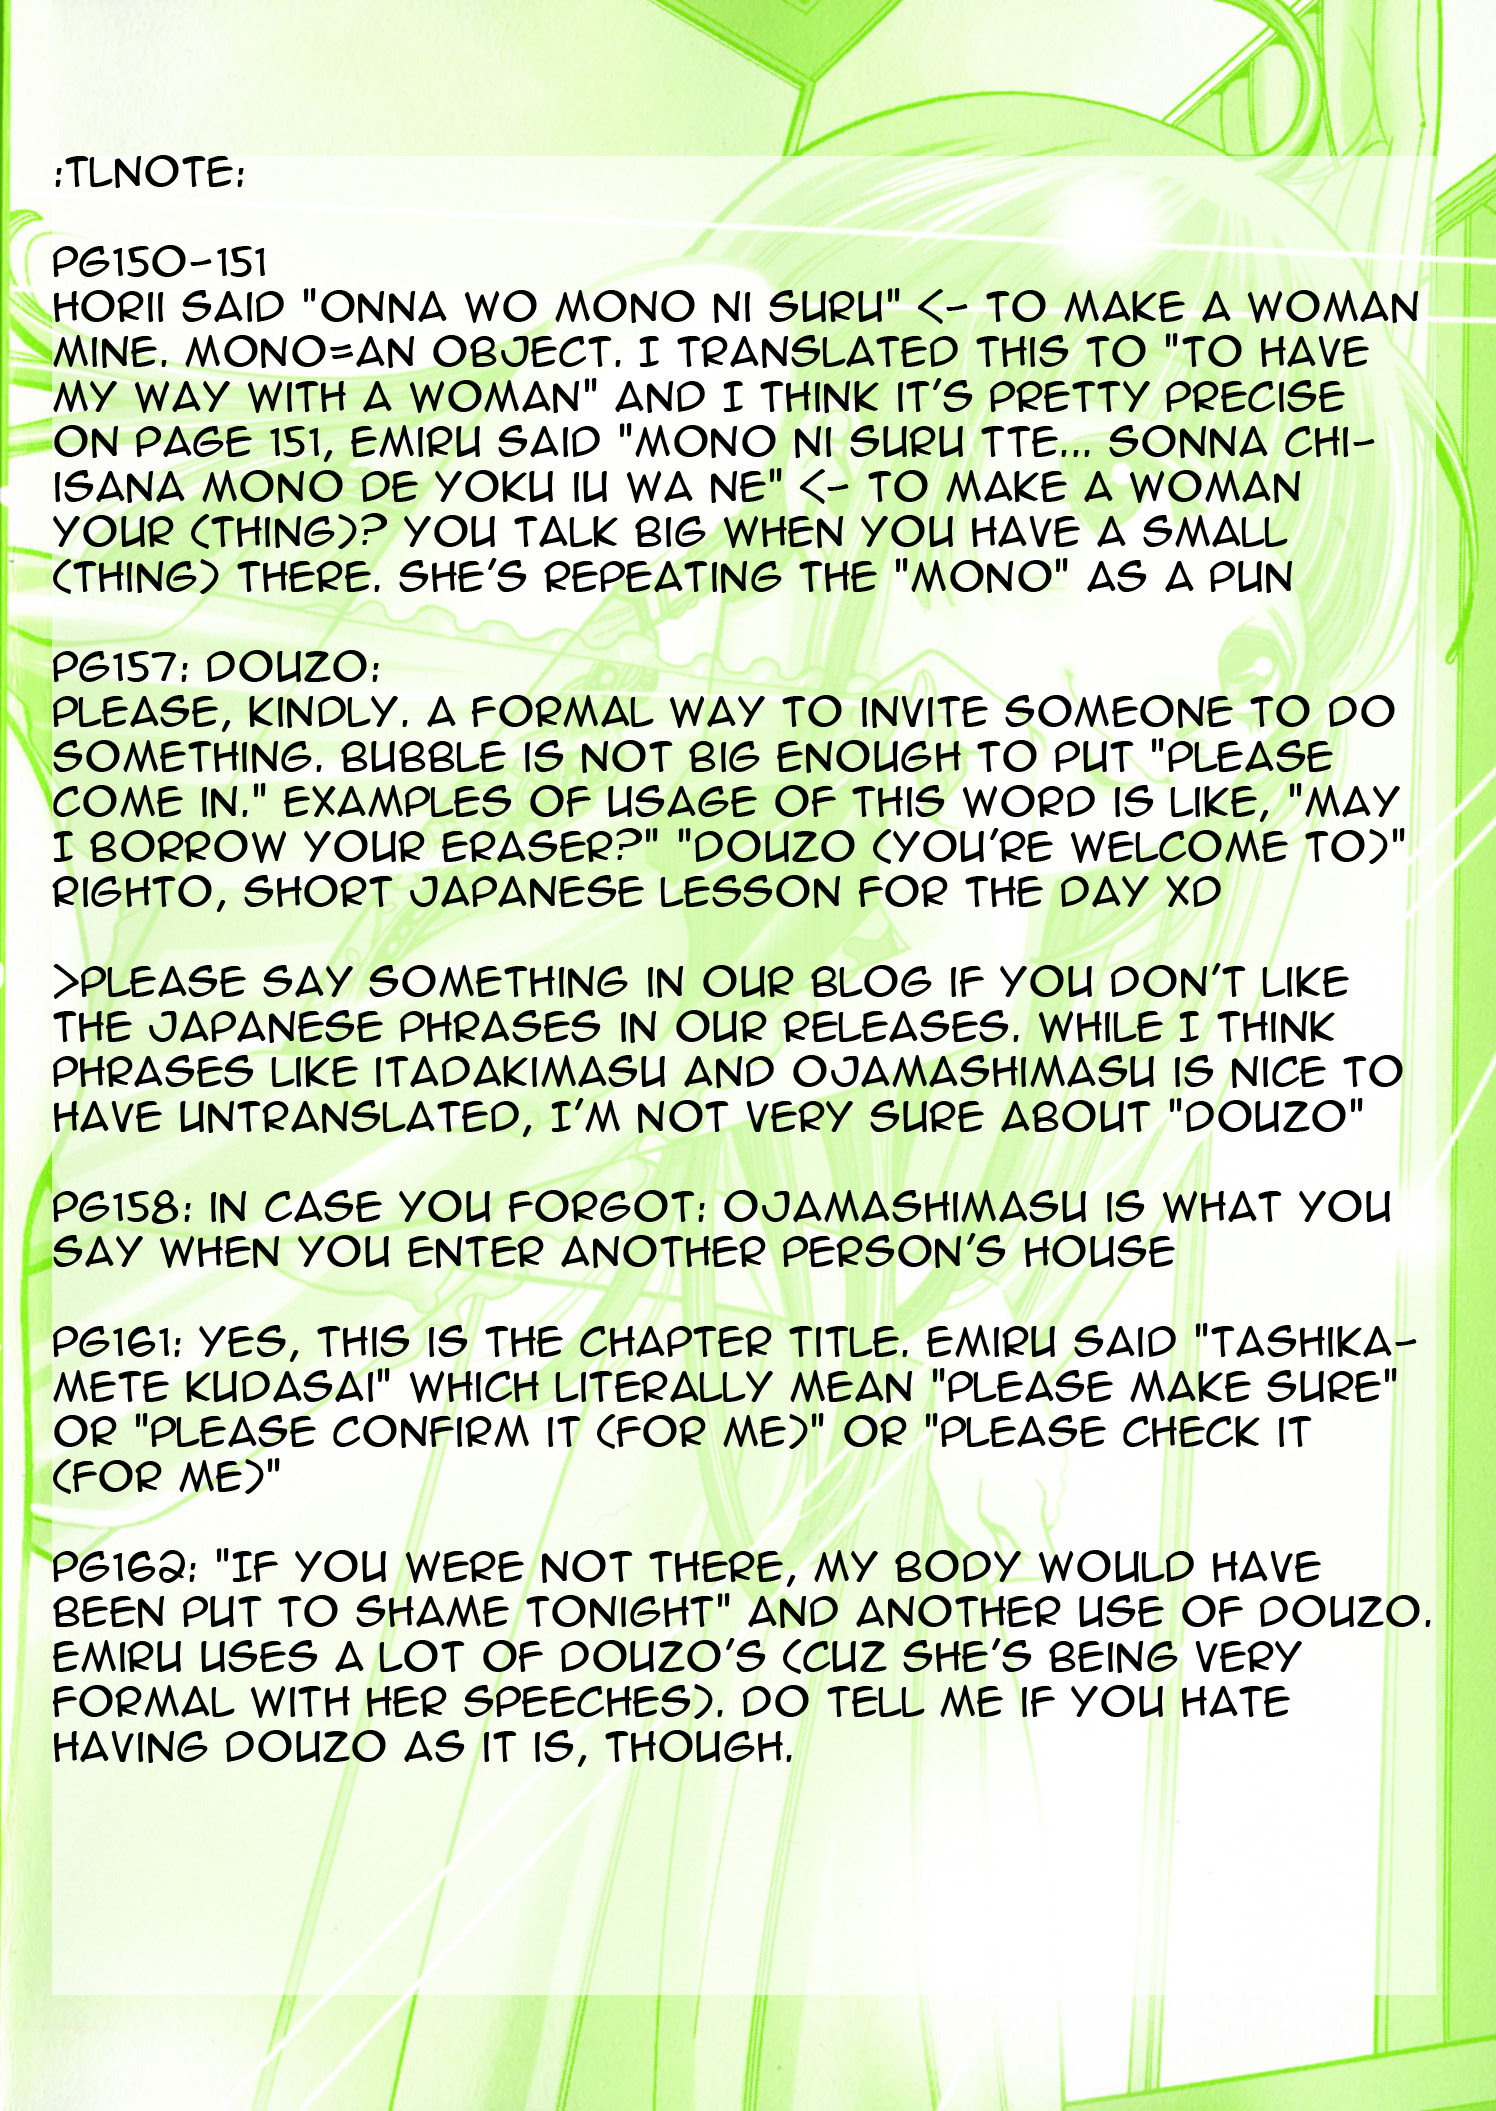 :TLNOTE:
PG150-151
HORII SAID "ONNA WO MONO NI SURU" <- TO MAKE A WOMAN
MINE. MONO=AN OBJECT. I TRANSLATED THIS TO "TO HAVE
MY WAY WITH A WOMAN" AND I THINK IT'S PRETTY PRECISE
ON PAGE 151, EMIRU SAID "MONO NI SURU TTE... SONNA CHI-
ISANA MONO DE YOKU IU WA NE" <- TO MAKE A WOMAN
YOUR (THING)? YOU TALK BIG WHEN YOU HAVE A SMALL
(THING) THERE. SHE'S REPEATING THE "MONO" AS A PUN
PG157: DOUZO:
PLEASE, KINDLY. A FORMAL WAY TO INVITE SOMEONE TO DO
SOMETHING. BUBBLE IS NOT BIG ENOUGH TO PUT "PLEASE
COME IN." EXAMPLES OF USAGE OF THIS WORD IS LIKE, "MAY
I BORROW YOUR ERASER?" "DOUZO (YOU'RE WELCOME TO)"
RIGHTO, SHORT JAPANESE LESSON FOR THE DAY XD
>PLEASE SAY SOMETHING IN OUR BLOG IF YOU DON'T LIKE
THE JAPANESE PHRASES IN OUR RELEASES. WHILE I THINK
PHRASES LIKE ITADAKIMASU AND OJAMASHIMASU IS NICE TO
HAVE UNTRANSLATED, I'M NOT VERY SURE ABOUT "DOUZO"
PG158: IN CASE YOU FORGOT: OJAMASHIMASU IS WHAT YOU
SAY WHEN YOU ENTER ANOTHER PERSON'S HOUSE
PG161: YES, THIS IS THE CHAPTER TITLE. EMIRU SAID "TASHIKA-
METE KUDASAI" WHICH LITERALLY MEAN "PLEASE MAKE SURE"
OR "PLEASE CONFIRM IT (FOR ME)" OR "PLEASE CHECK IT
(FOR ME)"
PG162: "IF YOU WERE NOT THERE, MY BODY WOULD HAVE
BEEN PUT TO SHAME TONIGHT" AND ANOTHER USE OF DOUZO.
EMIRU USES A LOT OF DOUZO'S (CUZ SHE'S BEING VERY
FORMAL WITH HER SPEECHES). DO TELL ME IF YOU HATE
HAVING DOUZO AS IT IS, THOUGH.